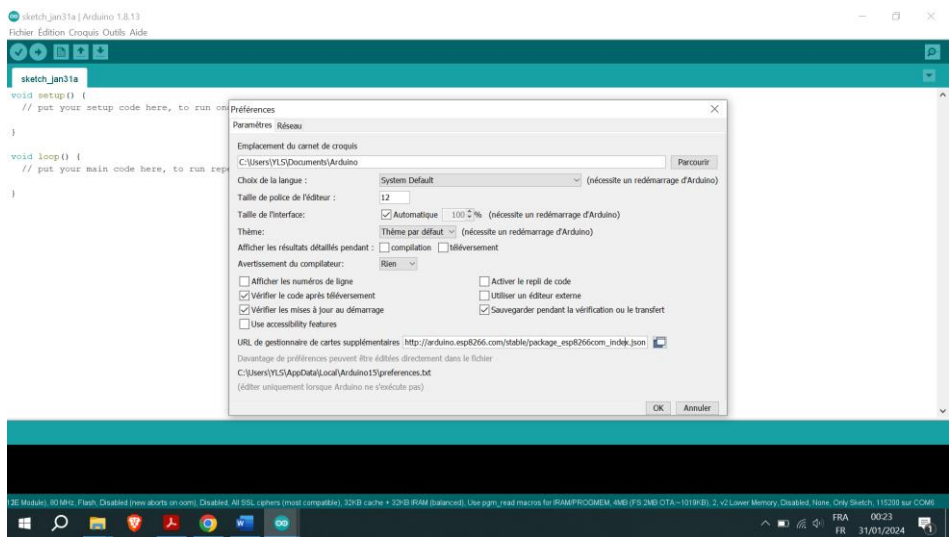 sketch_jan31a | Arduino 1.8.13
Fichier Édition Croquis Outils Aide
sketch_jan31a
void setup() {
// put your setup code here, to run on
}
void loop() {
// put your main code here, to run repe
}
Préférences
Paramètres Réseau
Emplacement du carnet de croquis
C:\Users\YLS\Documents\Arduino Parcourir
Choix de la langue : System Default (nécessite un redémarrage d'Arduino)
Taille de police de l'éditeur : 12
Taille de l'interface: Automatique 100 % (nécessite un redémarrage d'Arduino)
Thème: Thème par défaut (nécessite un redémarrage d'Arduino)
Afficher les résultats détaillés pendant : compilation téléversement
Avertissement du compilateur: Rien
Afficher les numéros de ligne Activer le repli de code
Vérifier le code après téléversement Utiliser un éditeur externe
Vérifier les mises à jour au démarrage Sauvegarder pendant la vérification ou le transfert
Use accessibility features
URL de gestionnaire de cartes supplémentaires http://arduino.esp8266.com/stable/package_esp8266com_index.json
Davantage de préférences peuvent être éditées directement dans le fichier
C:\Users\YLS\AppData\Local\Arduino15\preferences.txt
(éditer uniquement lorsque Arduino ne s'exécute pas)
OK Annuler
12E Module), 80 MHz, Flash, Disabled (new aborts on oom), Disabled, All SSL ciphers (most compatible), 32KB cache + 32KB IRAM (balanced), Use pgm_read macros for IRAM/PROGMEM, 4MB (FS:2MB OTA:~1019KB), 2, v2 Lower Memory, Disabled, None, Only Sketch, 115200 sur COM6
FRA 00:23
FR 31/01/2024